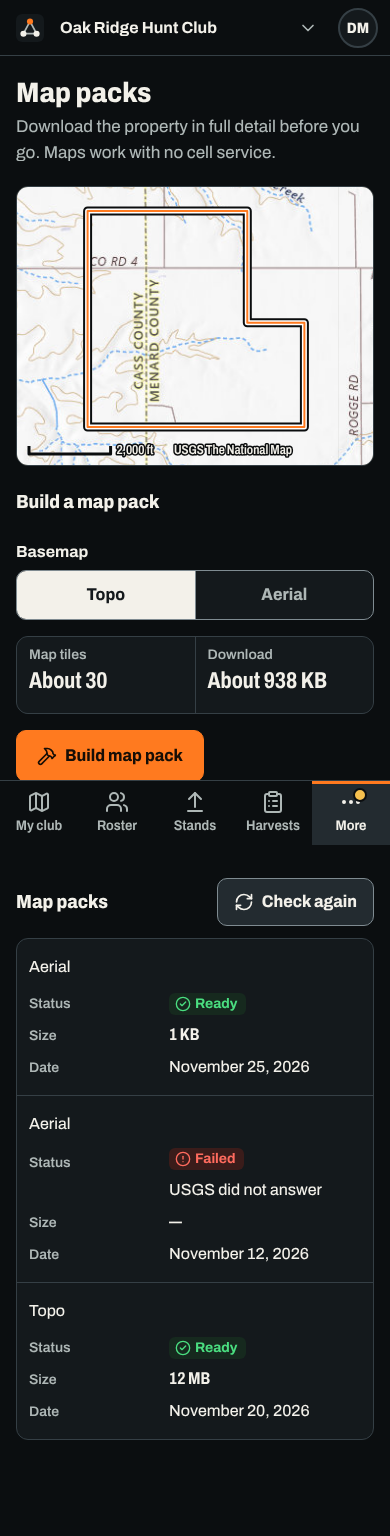 Oak Ridge Hunt Club
DM
Map packs
Download the property in full detail before you
go. Maps work with no cell service.
Creek
CO RD 4
CASS COUNTY
MENARD COUNTY
ROGGE RD
2,000 ft
USGS The National Map
Build a map pack
Basemap
Topo
Aerial
Map tiles
About 30
Download
About 938 KB
Build map pack
My club
Roster
Stands
Harvests
More
Map packs
Check again
Aerial
Status
Ready
Size
1 KB
Date
November 25, 2026
Aerial
Status
Failed
USGS did not answer
Size
—
Date
November 12, 2026
Topo
Status
Ready
Size
12 MB
Date
November 20, 2026